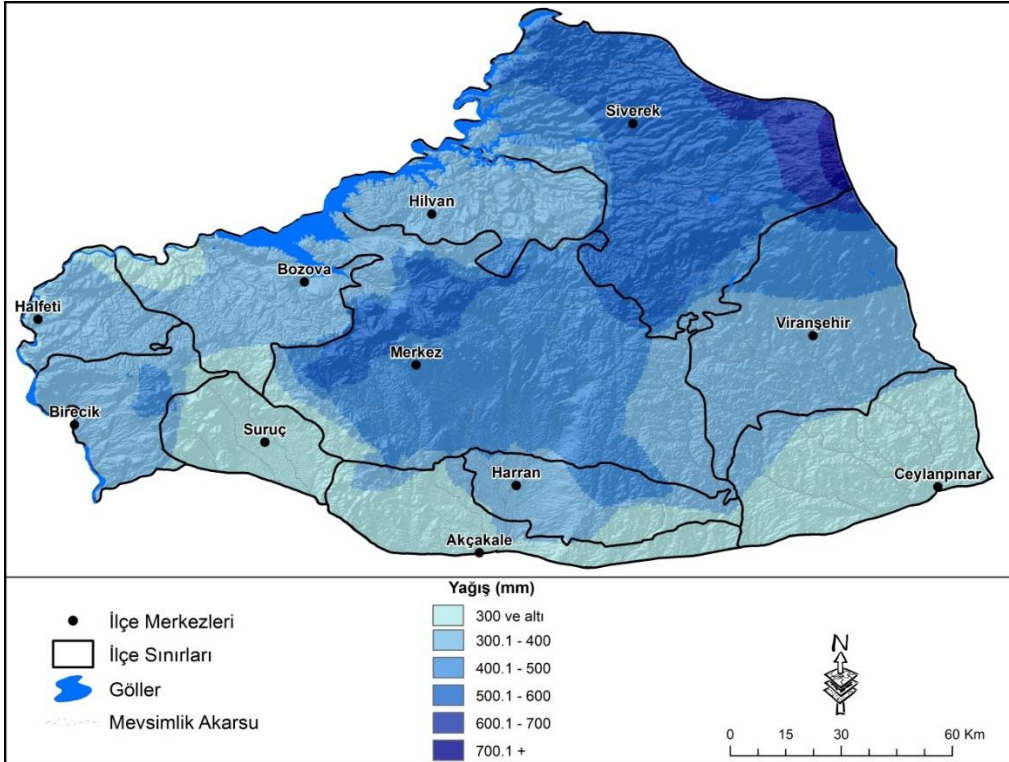 Siverek
Hilvan
Bozova
Halfeti
Viranşehir
Merkez
Birecik
Suruç
Harran
Ceylanpınar
Akçakale
İlçe Merkezleri
İlçe Sınırları
Göller
Mevsimlik Akarsu
Yağış (mm)
300 ve altı
300.1 - 400
400.1 - 500
500.1 - 600
600.1 - 700
700.1 +
N
0 15 30 60 Km